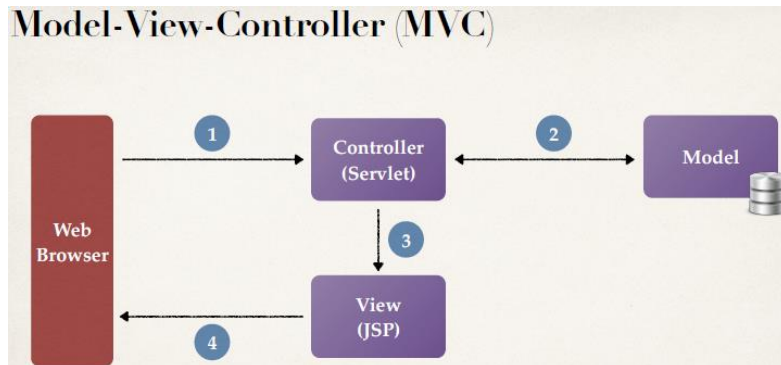 Model-View-Controller (MVC)
1
2
Controller
(Servlet)
Model
Web
Browser
3
View
(JSP)
4